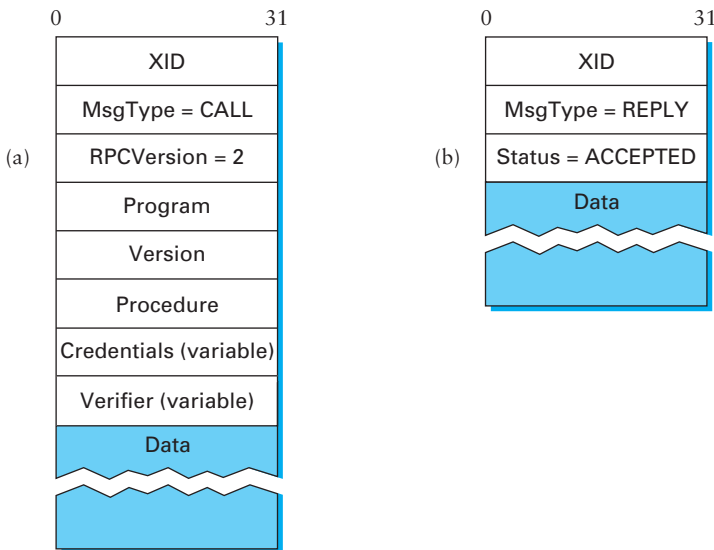 0 31
XID
MsgType = CALL
(a) RPCVersion = 2
Program
Version
Procedure
Credentials (variable)
Verifier (variable)
Data
0 31
XID
MsgType = REPLY
(b) Status = ACCEPTED
Data